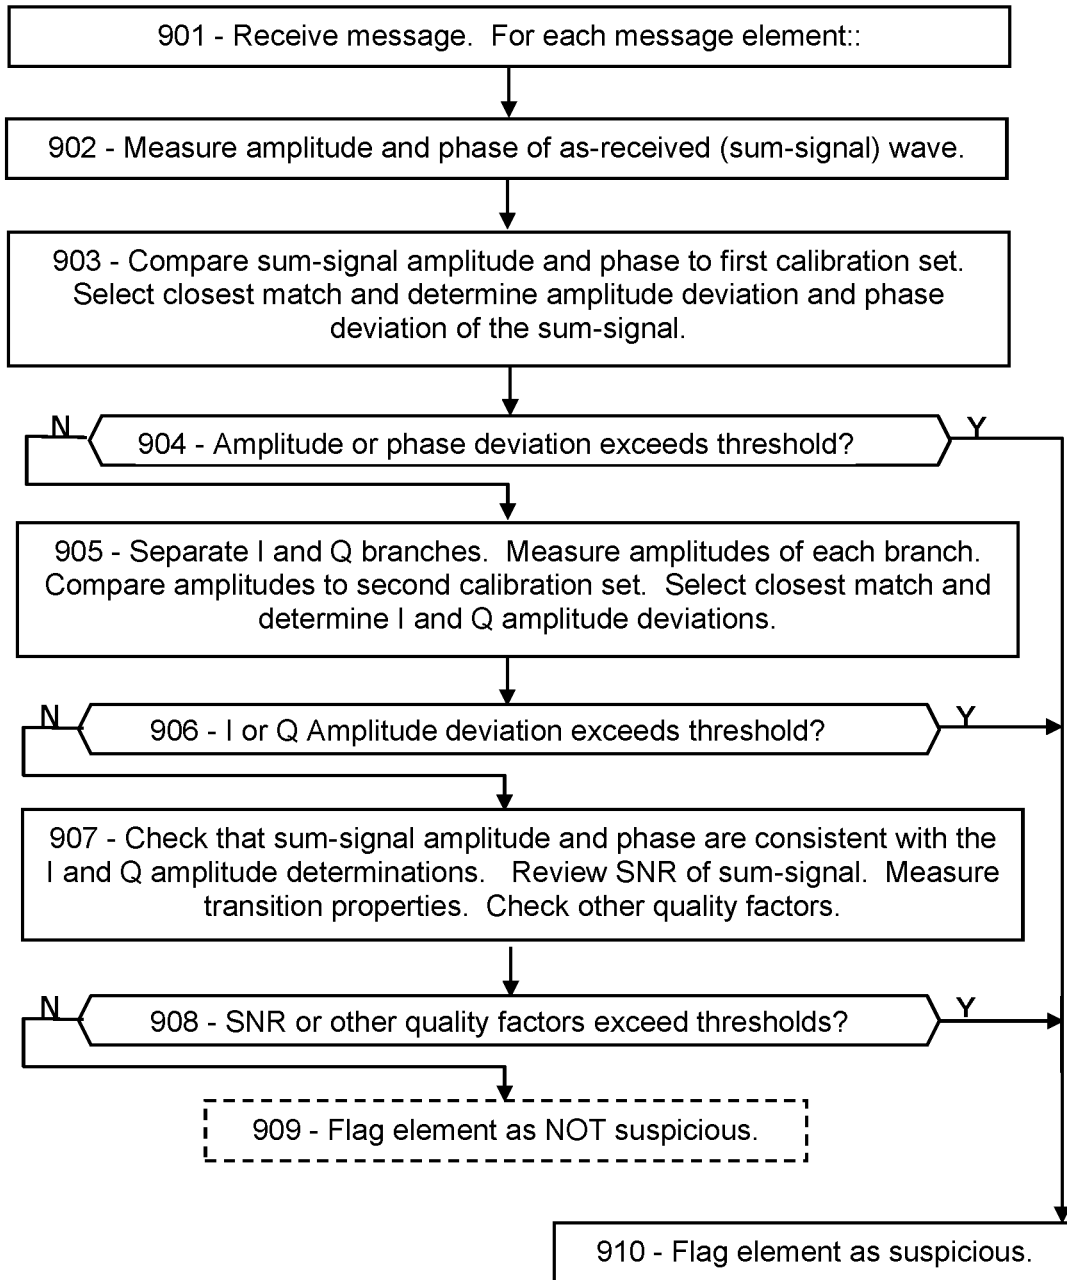 901 - Receive message.  For each message element::
902 - Measure amplitude and phase of as-received (sum-signal) wave.
903 - Compare sum-signal amplitude and phase to first calibration set.
Select closest match and determine amplitude deviation and phase
deviation of the sum-signal.
N
904 - Amplitude or phase deviation exceeds threshold?
Y
905 - Separate I and Q branches.  Measure amplitudes of each branch.
Compare amplitudes to second calibration set.  Select closest match and
determine I and Q amplitude deviations.
N
906 - I or Q Amplitude deviation exceeds threshold?
Y
907 - Check that sum-signal amplitude and phase are consistent with the
I and Q amplitude determinations.   Review SNR of sum-signal.  Measure
transition properties.  Check other quality factors.
N
908 - SNR or other quality factors exceed thresholds?
Y
909 - Flag element as NOT suspicious.
910 - Flag element as suspicious.